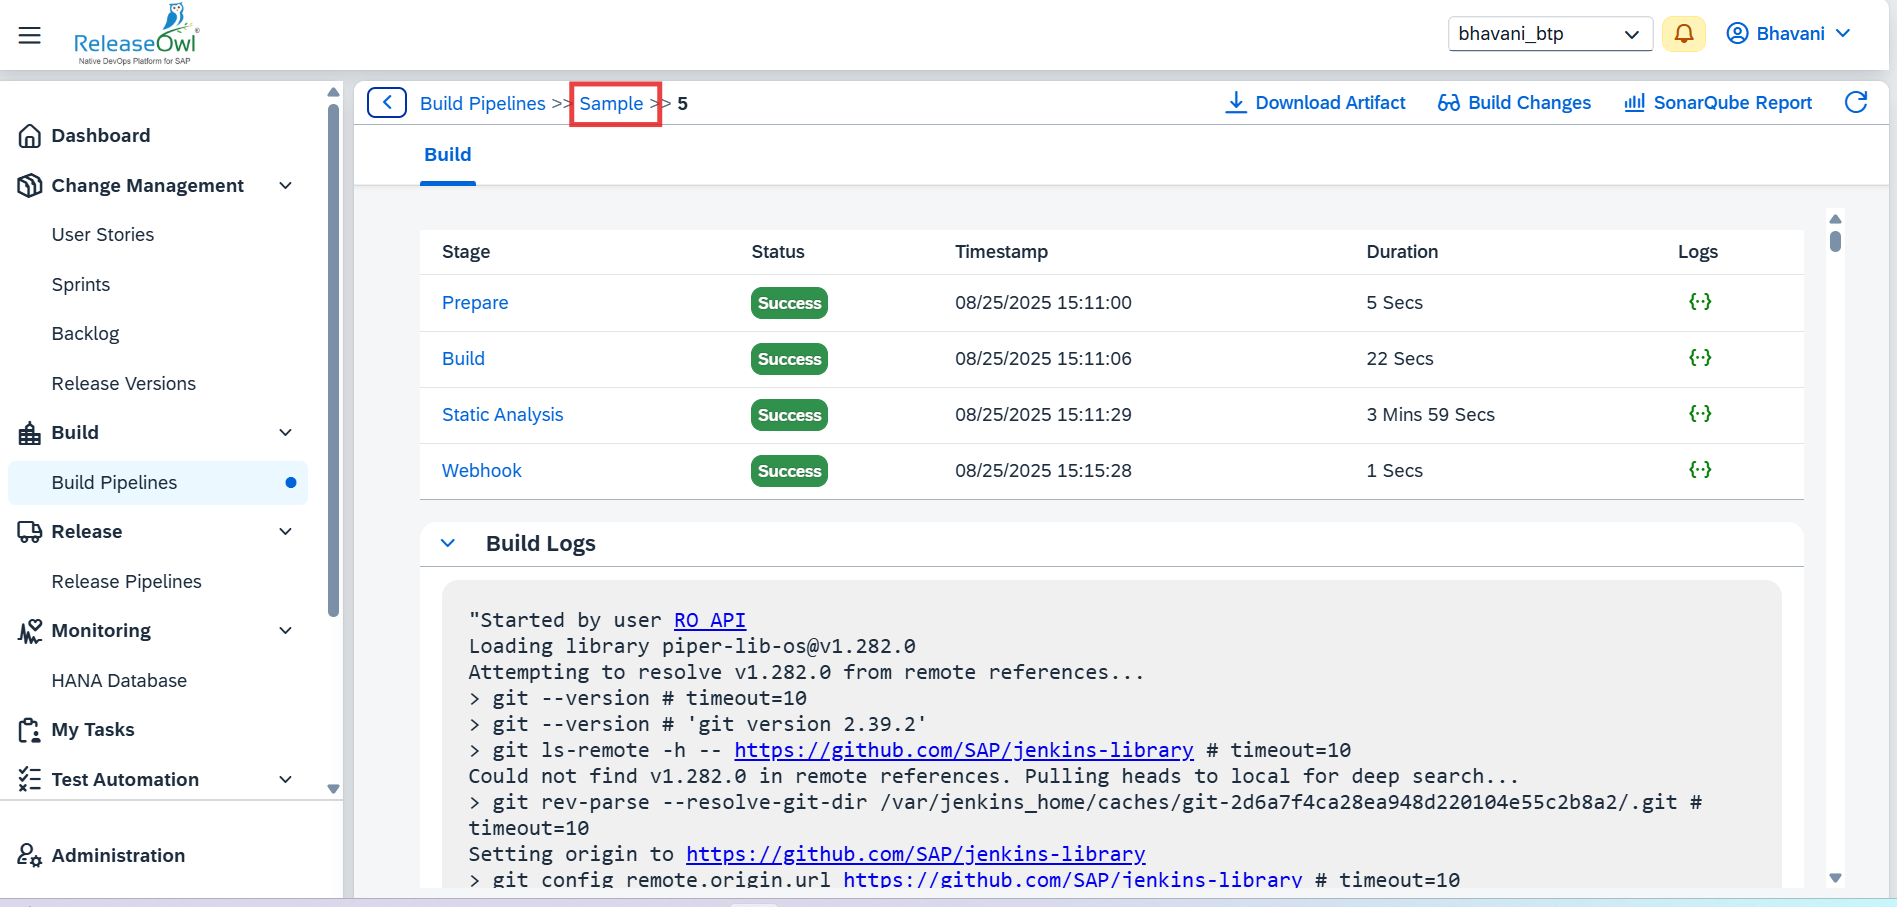 ReleaseOwl®
Native DevOps Platform for SAP
bhavani_btp
Bhavani
Dashboard
Change Management
User Stories
Sprints
Backlog
Release Versions
Build
Build Pipelines
Release
Release Pipelines
Monitoring
HANA Database
My Tasks
Test Automation
Administration
Build Pipelines >> Sample >> 5
Download Artifact Build Changes SonarQube Report
Build
Stage Status Timestamp Duration Logs
Prepare Success 08/25/2025 15:11:00 5 Secs {··}
Build Success 08/25/2025 15:11:06 22 Secs {··}
Static Analysis Success 08/25/2025 15:11:29 3 Mins 59 Secs {··}
Webhook Success 08/25/2025 15:15:28 1 Secs {··}
Build Logs
"Started by user RO API
Loading library piper-lib-os@v1.282.0
Attempting to resolve v1.282.0 from remote references...
> git --version # timeout=10
> git --version # 'git version 2.39.2'
> git ls-remote -h -- https://github.com/SAP/jenkins-library # timeout=10
Could not find v1.282.0 in remote references. Pulling heads to local for deep search...
> git rev-parse --resolve-git-dir /var/jenkins_home/caches/git-2d6a7f4ca28ea948d220104e55c2b8a2/.git #
timeout=10
Setting origin to https://github.com/SAP/jenkins-library
> git config remote.origin.url https://github.com/SAP/jenkins-library # timeout=10